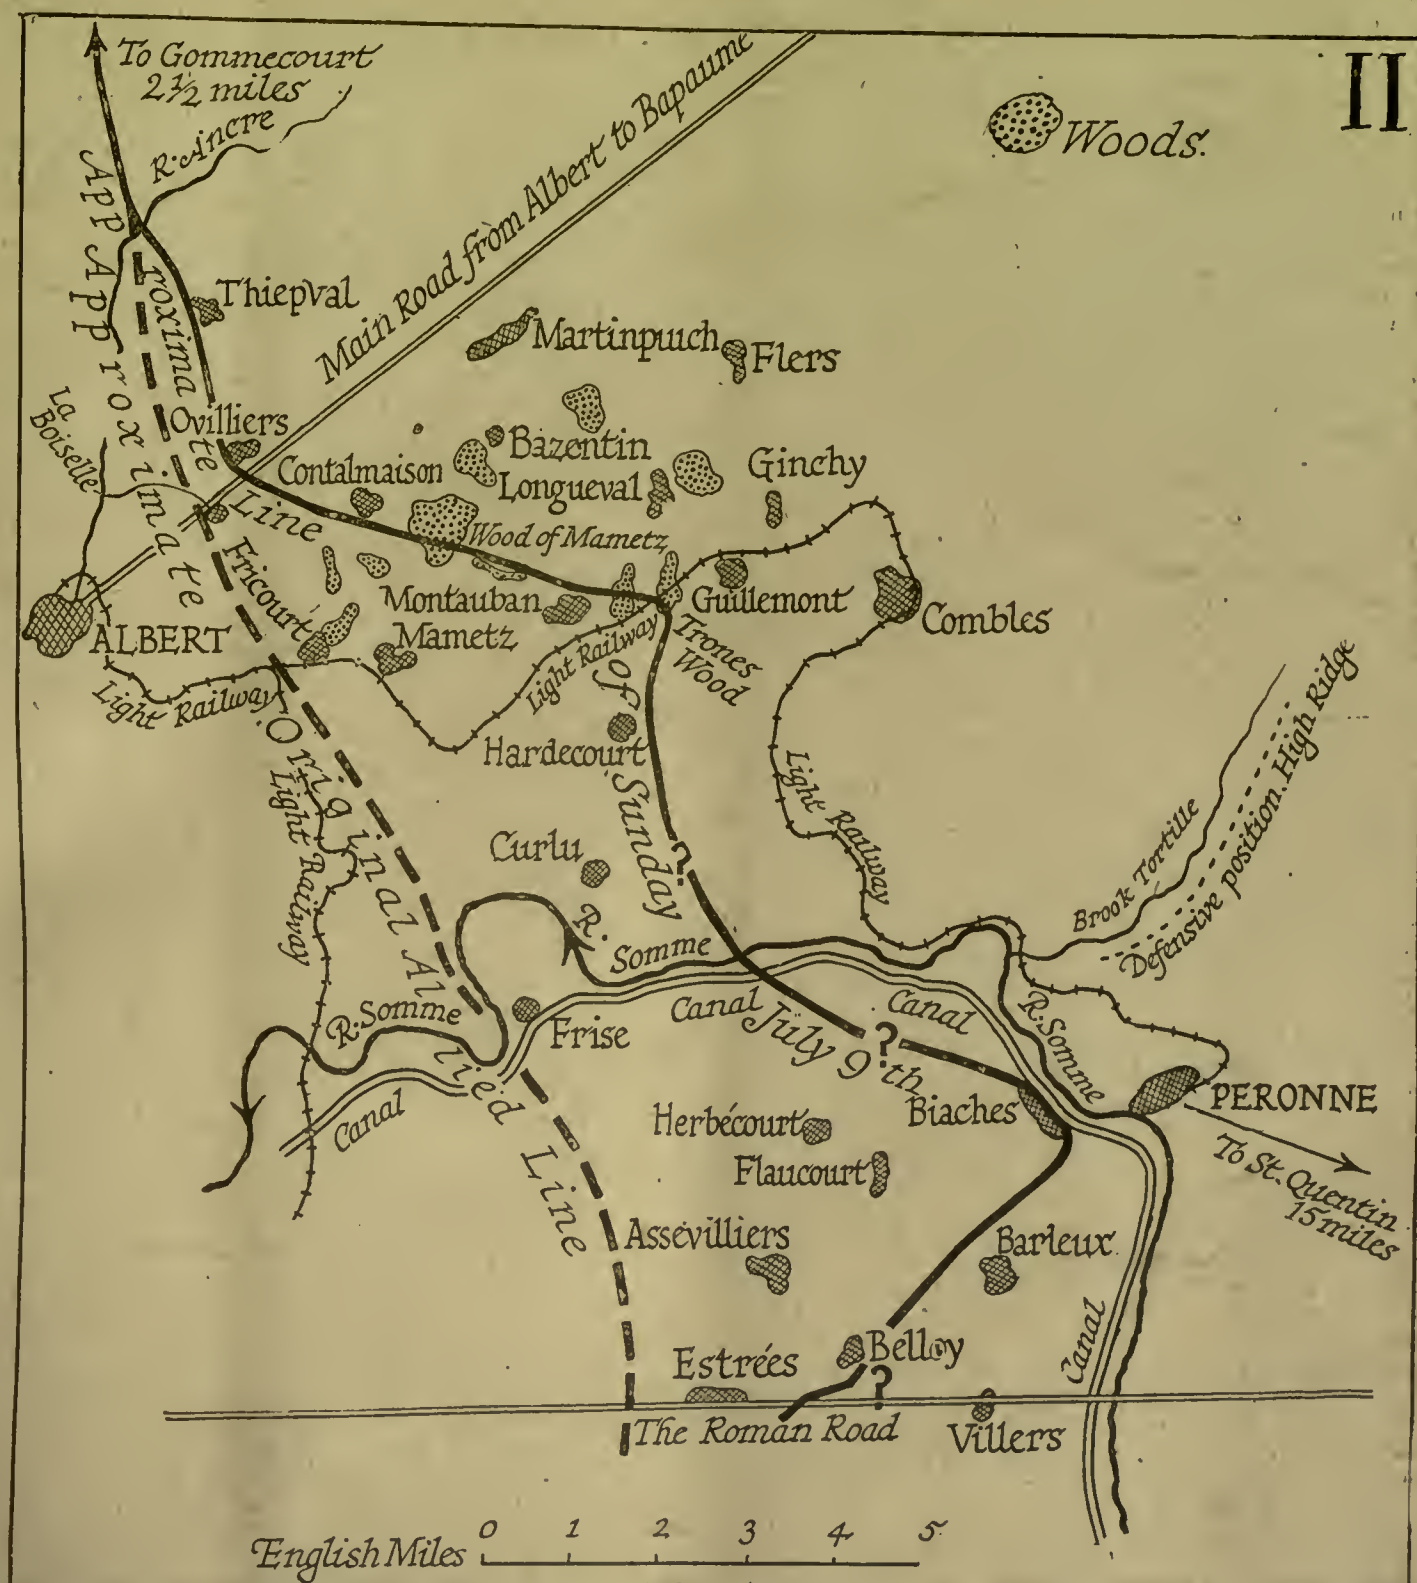 II
To Gommecourt
2½ miles
R. Ancre
Main Road from Albert to Bapaume
Woods.
Approximate Line of Sunday July 9th
Approximate Original Allied Line
Thiepval
Martinpuich
Flers
La
Boiselle
Ovilliers
Contalmaison
Bazentin
Longueval
Ginchy
Wood of Mametz
Fricourt
ALBERT
Montauban
Mametz
Guillemont
Combles
Trones
Wood
Light Railway
Light Railway
Light Railway
Light Railway
Hardecourt
Curlu
?
R.
Somme
R. Somme
Canal
Canal
Canal
Frise
?
R. Somme
Brook Tortille
Defensive position. High Ridge
PERONNE
To St. Quentin
15 miles
Herbécourt
Biaches
Flaucourt
Assevilliers
Barleux
Canal
Estrées
Belloy
?
The Roman Road
Villers
English Miles 0 1 2 3 4 5